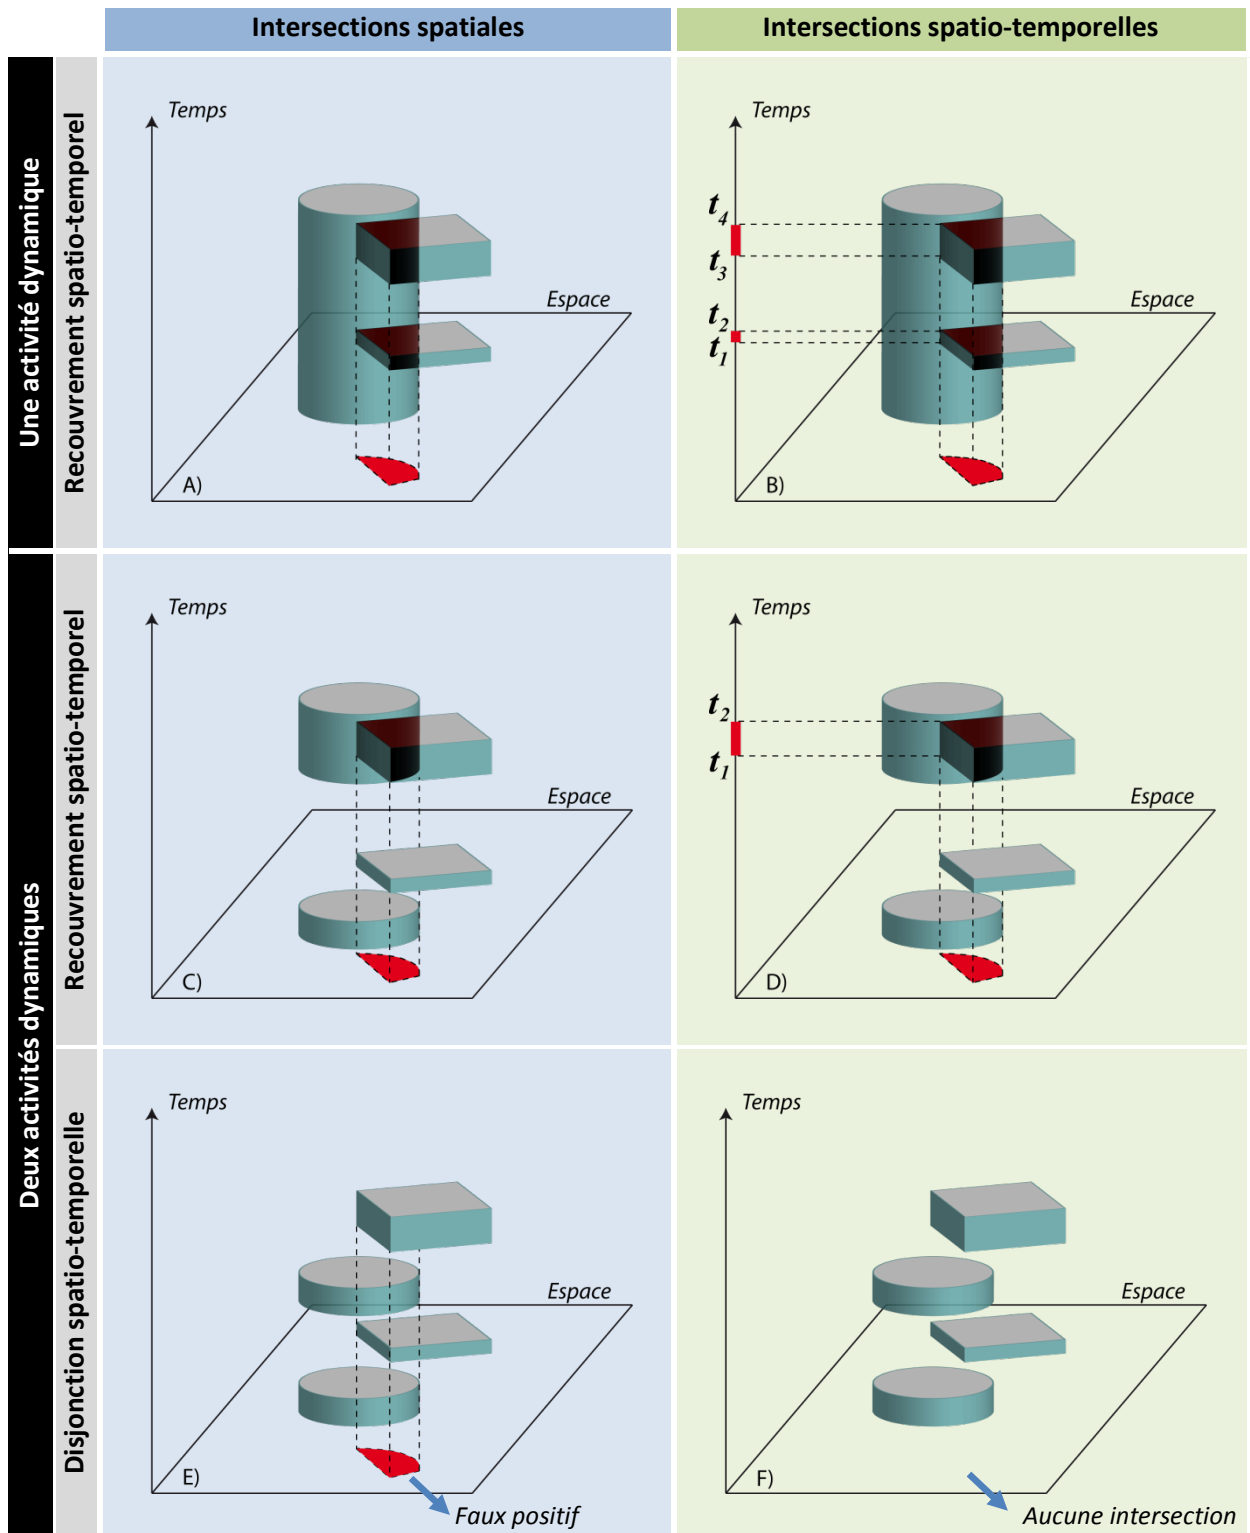 Intersections spatiales
Intersections spatio-temporelles
Une activité dynamique
Recouvrement spatio-temporel
Temps
Espace
A)
Temps
t4
t3
t2
t1
Espace
B)
Deux activités dynamiques
Recouvrement spatio-temporel
Temps
Espace
C)
Temps
t2
t1
Espace
D)
Disjonction spatio-temporelle
Temps
Espace
E)
Faux positif
Temps
Espace
F)
Aucune intersection